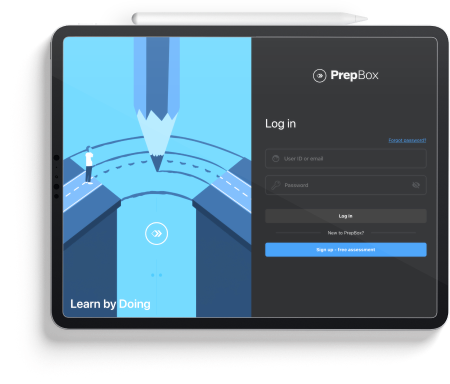 PrepBox
Log in
Forgot password?
User ID or email
Password
Log in
New to PrepBox?
Sign up - free assessment
Learn by Doing